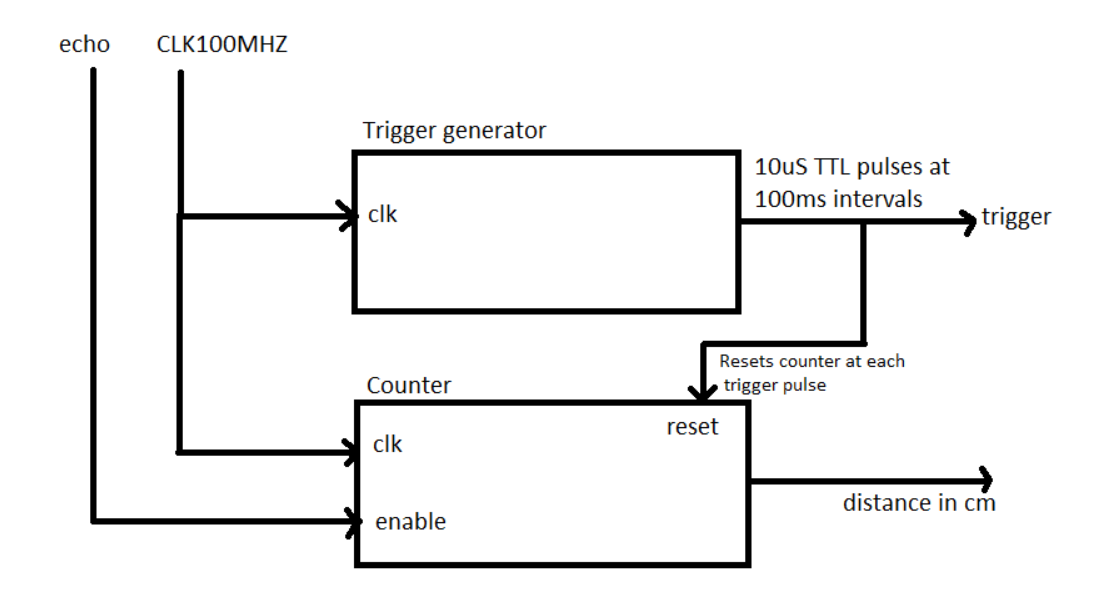 echo
CLK100MHZ
Trigger generator
clk
10uS TTL pulses at
100ms intervals
trigger
Resets counter at each
trigger pulse
Counter
reset
clk
enable
distance in cm